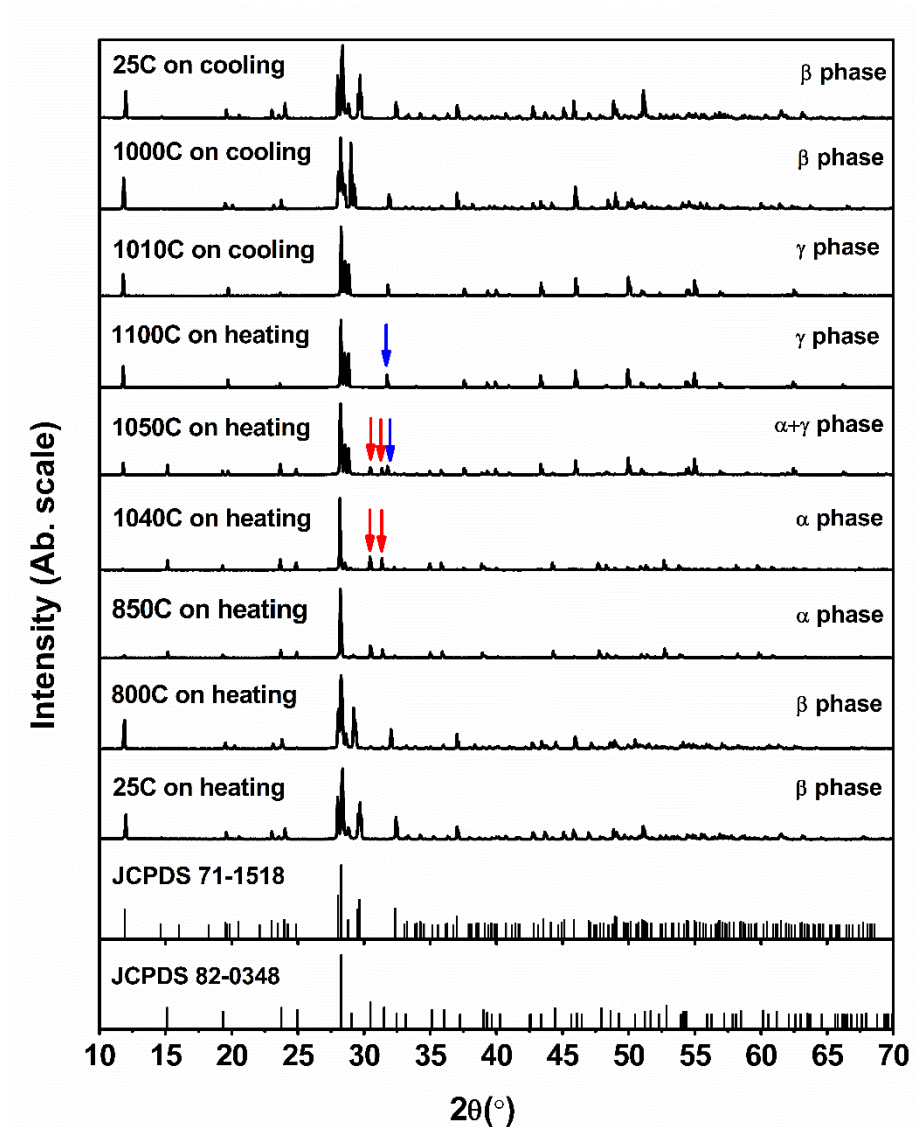 25C on cooling β phase
1000C on cooling β phase
1010C on cooling γ phase
1100C on heating γ phase
1050C on heating α+γ phase
1040C on heating α phase
850C on heating α phase
800C on heating β phase
25C on heating β phase
JCPDS 71-1518
JCPDS 82-0348
Intensity (Ab. scale)
10 15 20 25 30 35 40 45 50 55 60 65 70
2θ(°)